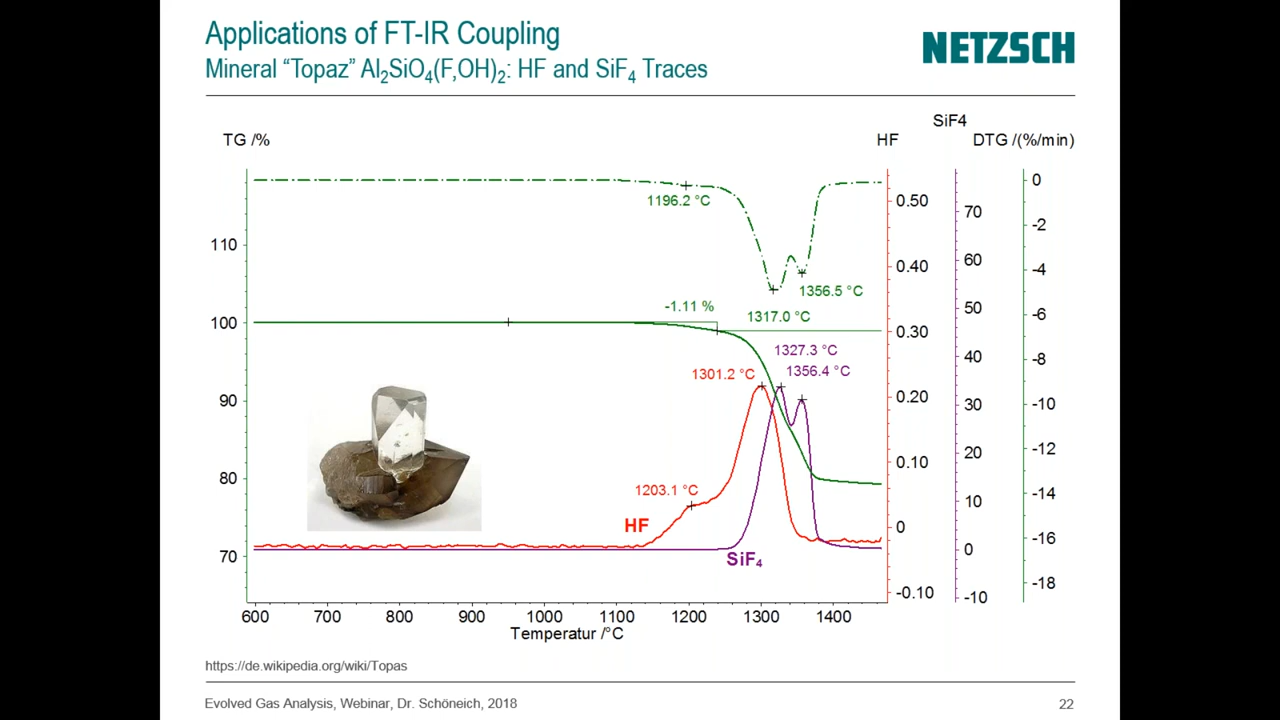 Applications of FT-IR Coupling
NETZSCH
Mineral “Topaz” Al₂SiO₄(F,OH)₂: HF and SiF₄ Traces
SiF4
TG /%
HF
DTG /(%/min)
0
0.50
1196.2 °C
70
-2
110
60
0.40
-4
1356.5 °C
-1.11 %
50
1317.0 °C
-6
100
0.30
1327.3 °C
40
-8
1301.2 °C
1356.4 °C
90
0.20
30
-10
20
-12
0.10
80
1203.1 °C
-14
10
HF
0
-16
70
SiF₄
0
-18
-0.10
-10
600 700 800 900 1000 1100 1200 1300 1400
Temperatur /°C
https://de.wikipedia.org/wiki/Topas
Evolved Gas Analysis, Webinar, Dr. Schöneich, 2018
22